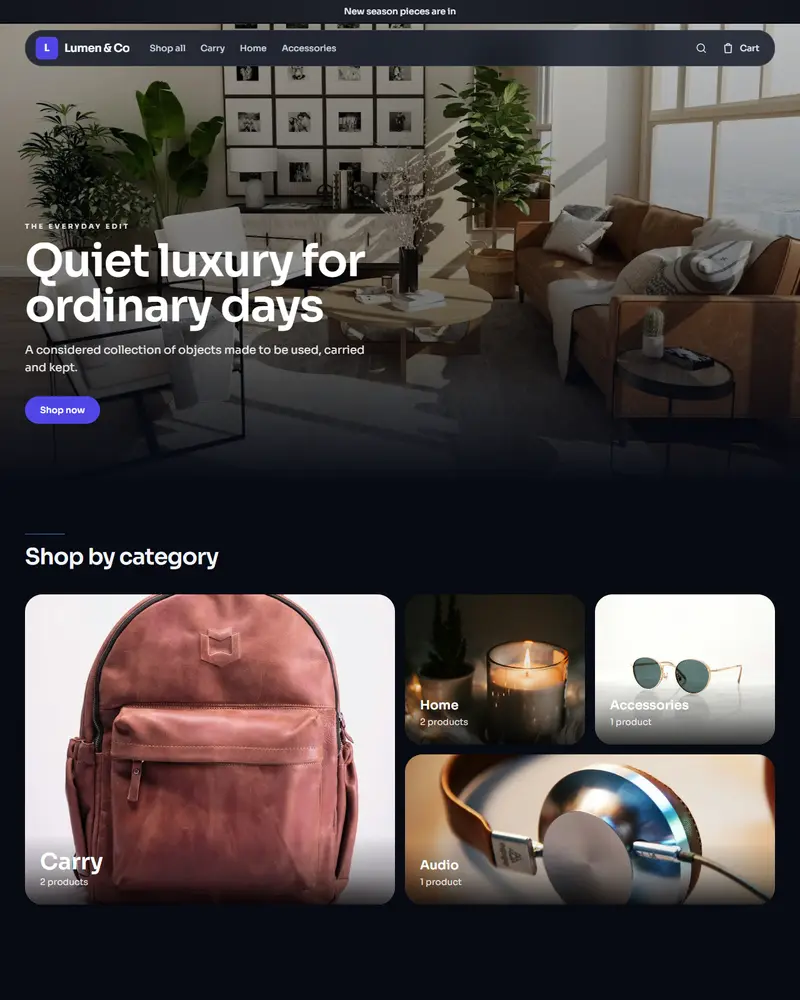 New season pieces are in
L Lumen & Co Shop all Carry Home Accessories Cart
THE EVERYDAY EDIT
Quiet luxury for
ordinary days
A considered collection of objects made to be used, carried
and kept.
Shop now
Shop by category
Home
2 products
Accessories
1 product
Carry
2 products
Audio
1 product